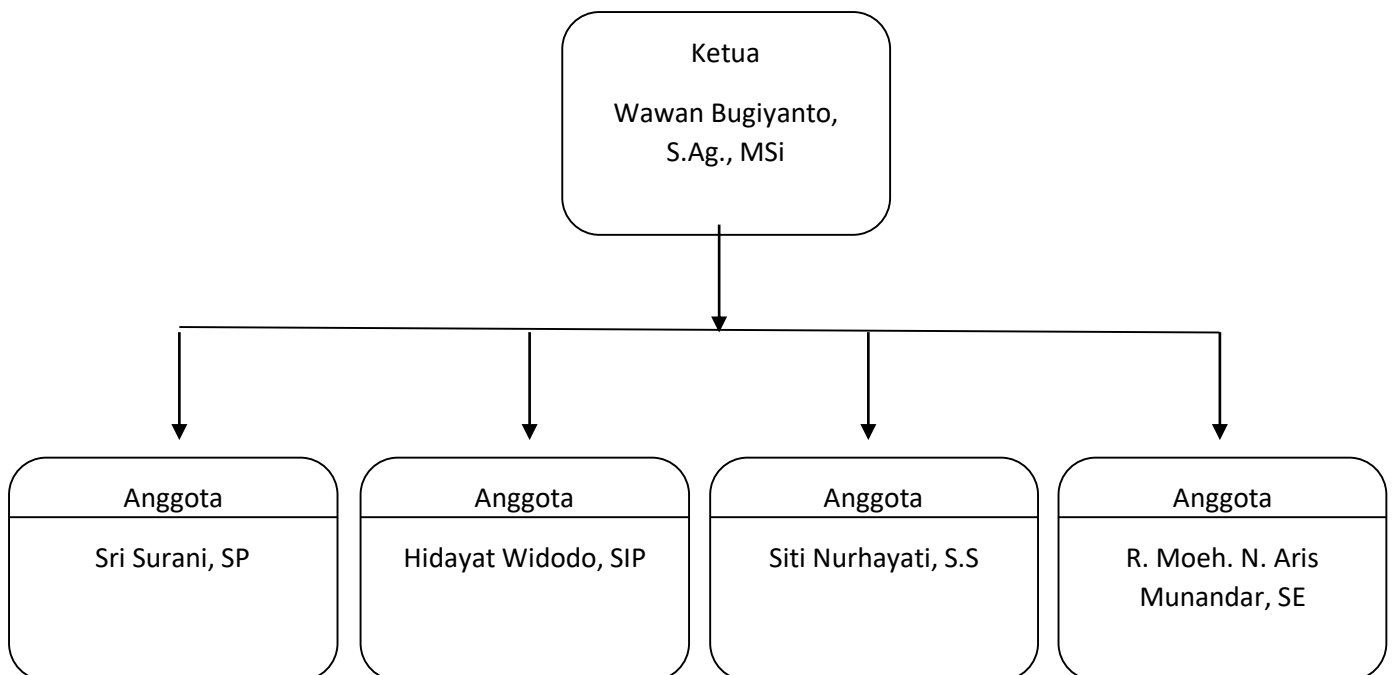 Ketua
Wawan Bugiyanto,
S.Ag., MSi
Anggota
Sri Surani, SP
Anggota
Hidayat Widodo, SIP
Anggota
Siti Nurhayati, S.S
Anggota
R. Moeh. N. Aris
Munandar, SE